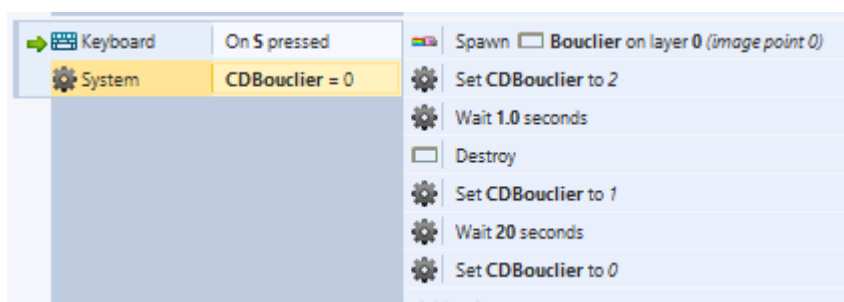 Keyboard On S pressed Spawn Bouclier on layer 0 (image point 0)
System CDBouclier = 0 Set CDBouclier to 2
Wait 1.0 seconds
Destroy
Set CDBouclier to 1
Wait 20 seconds
Set CDBouclier to 0